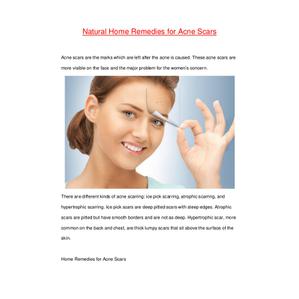 Natural Home Remedies for Acne Scars
Acne scars are the marks which are left after the acne is caused. These acne scars are
more visible on the face and the major problem for the women's concern.
There are different kinds of acne scarring: ice pick scarring, atrophic scarring, and
hypertrophic scarring. Ice pick scars are deep pitted scars with steep edges. Atrophic
scars are pitted but have smooth borders and are not as deep. Hypertrophic scar, more
common on the back and chest, are thick lumpy scars that sit above the surface of the
skin.
Home Remedies for Acne Scars